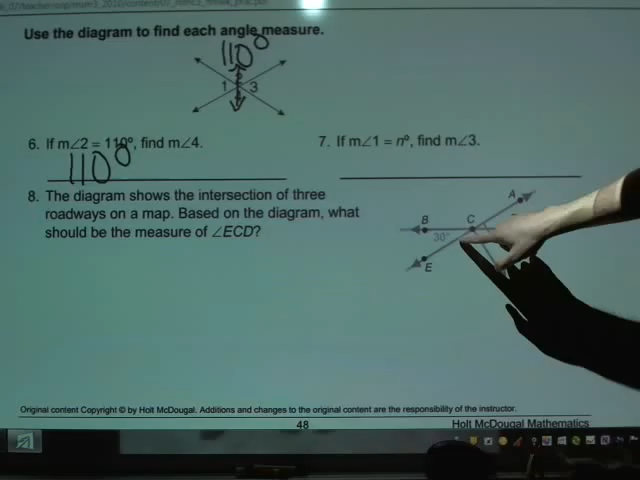 Use the diagram to find each angle measure.
110°
1 3
6. If m∠2 = 110º, find m∠4.
7. If m∠1 = nº, find m∠3.
110°
8. The diagram shows the intersection of three
roadways on a map. Based on the diagram, what
should be the measure of ∠ECD?
A
B C
30°
E
Original content Copyright © by Holt McDougal. Additions and changes to the original content are the responsibility of the instructor.
48
Holt McDougal Mathematics